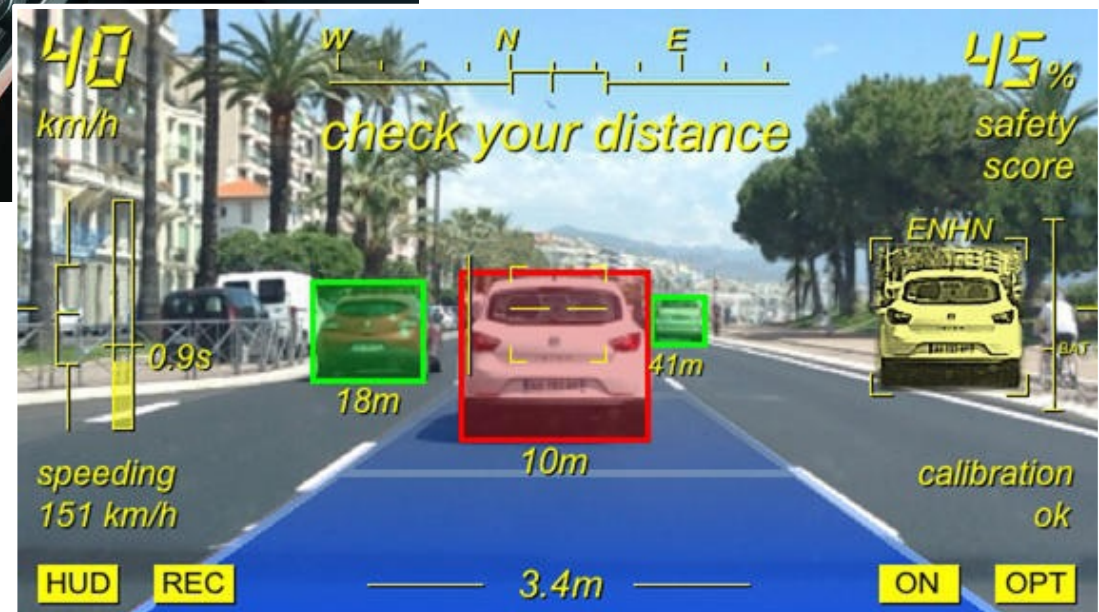 40
km/h
W N E
45%
safety
score
check your distance
ENHN
0.9s
BAT
18m
41m
10m
speeding
151 km/h
calibration
ok
HUD
REC
3.4m
ON
OPT